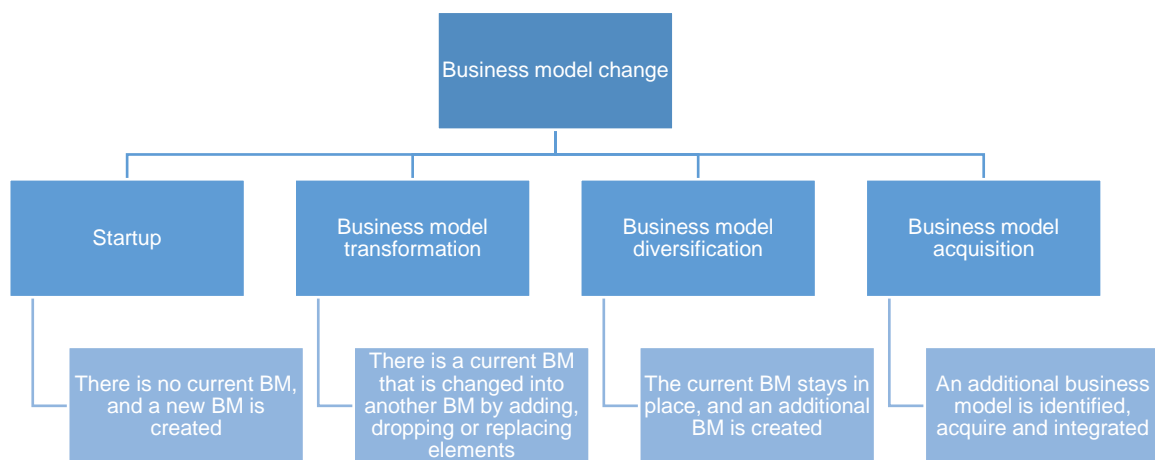 Business model change
Startup
Business model
transformation
Business model
diversification
Business model
acquisition
There is no current BM,
and a new BM is
created
There is a current BM
that is changed into
another BM by adding,
dropping or replacing
elements
The current BM stays in
place, and an additional
BM is created
An additional business
model is identified,
acquire and integrated